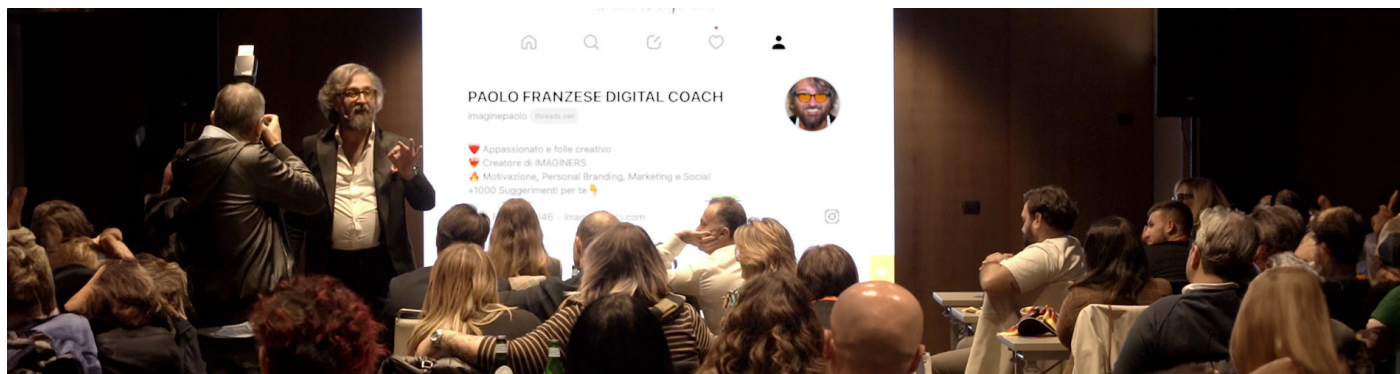 PAOLO FRANZESE DIGITAL COACH
imaginepaolo threads.net
❤️ Appassionato e folle creativo
Creatore di IMAGINERS
🔥 Motivazione, Personal Branding, Marketing e Social
+1000 Suggerimenti per te 👇